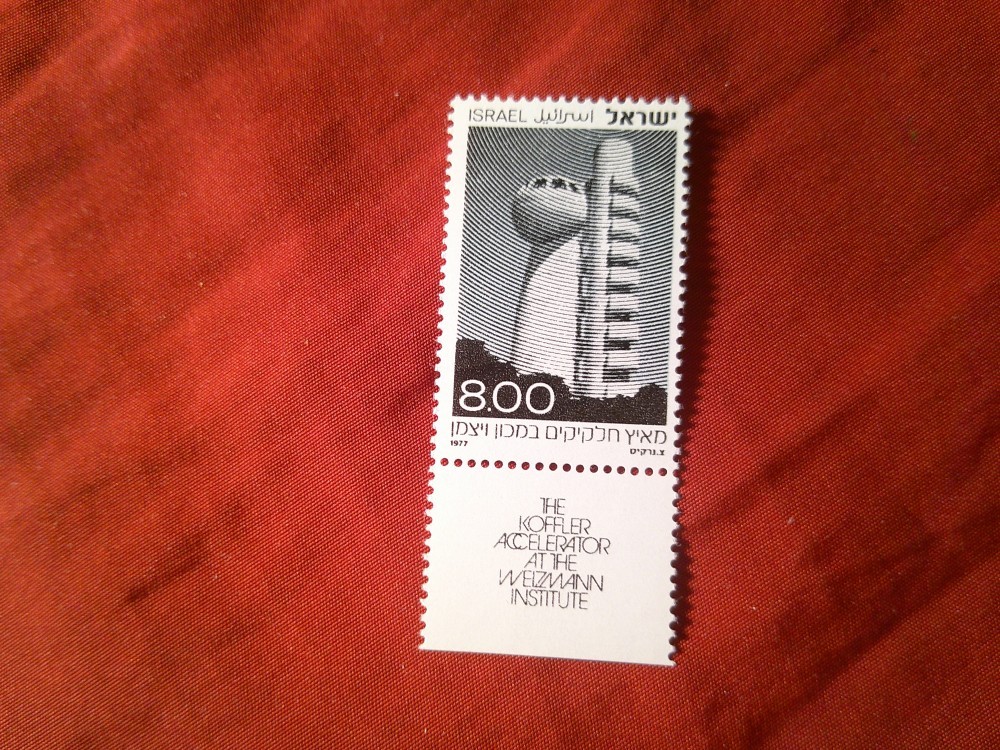 ISRAEL اسرائيل ישראל
8.00
מאיץ חלקיקים במכון ויצמן
1977 צ.נרקיס
THE
KOFFLER
ACCELERATOR
AT THE
WEIZMANN
INSTITUTE